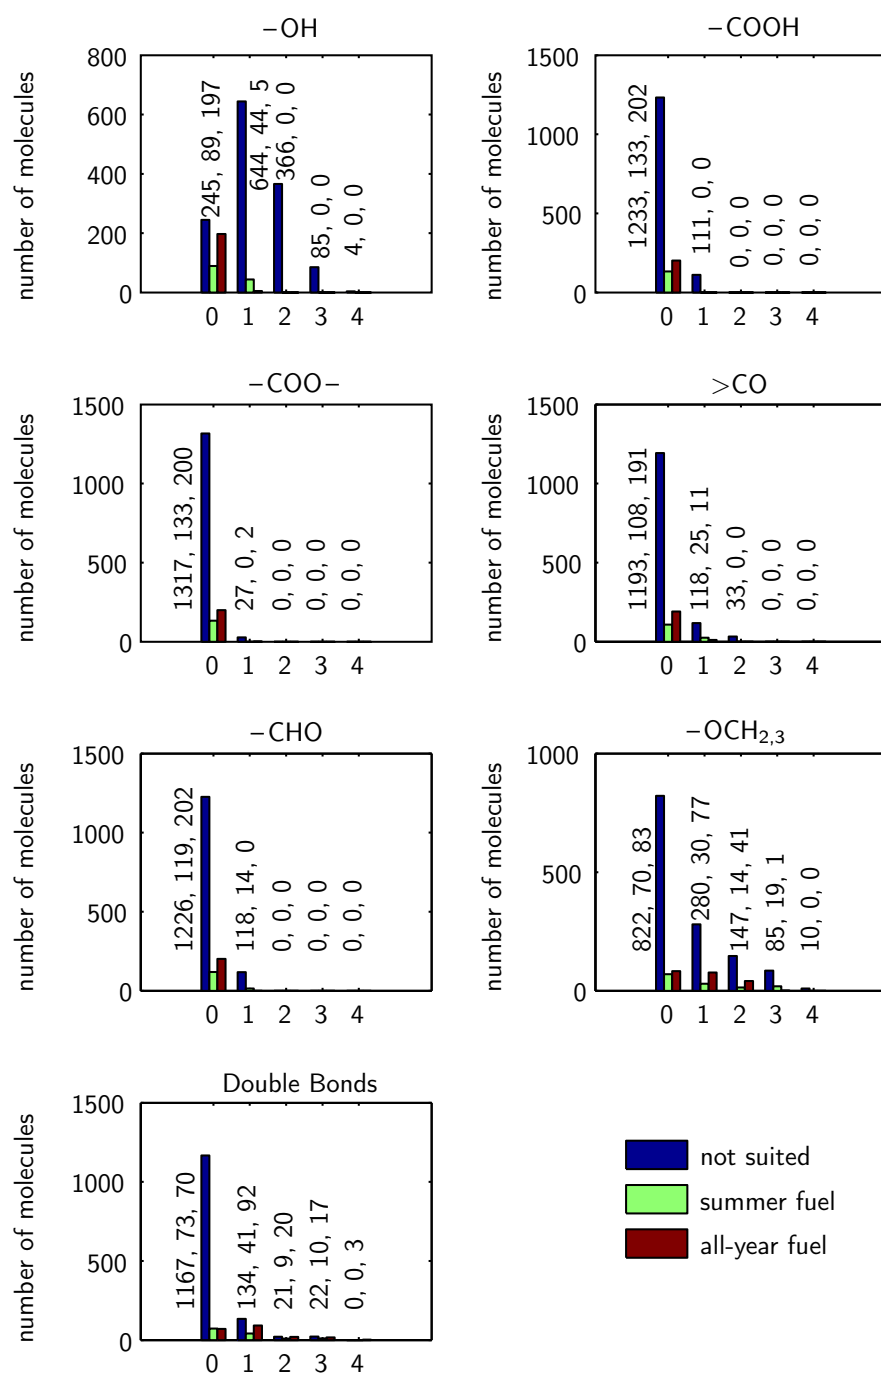 –OH
number of molecules
800
600
400
200
0
245, 89, 197
644, 44, 5
366, 0, 0
85, 0, 0
4, 0, 0
0 1 2 3 4
–COOH
number of molecules
1500
1000
500
0
1233, 133, 202
111, 0, 0
0, 0, 0
0, 0, 0
0, 0, 0
0 1 2 3 4
–COO–
number of molecules
1500
1000
500
0
1317, 133, 200
27, 0, 2
0, 0, 0
0, 0, 0
0, 0, 0
0 1 2 3 4
>CO
number of molecules
1500
1000
500
0
1193, 108, 191
118, 25, 11
33, 0, 0
0, 0, 0
0, 0, 0
0 1 2 3 4
–CHO
number of molecules
1500
1000
500
0
1226, 119, 202
118, 14, 0
0, 0, 0
0, 0, 0
0, 0, 0
0 1 2 3 4
–OCH2,3
number of molecules
1000
500
0
822, 70, 83
280, 30, 77
147, 14, 41
85, 19, 1
10, 0, 0
0 1 2 3 4
Double Bonds
number of molecules
1500
1000
500
0
1167, 73, 70
134, 41, 92
21, 9, 20
22, 10, 17
0, 0, 3
0 1 2 3 4
not suited
summer fuel
all-year fuel